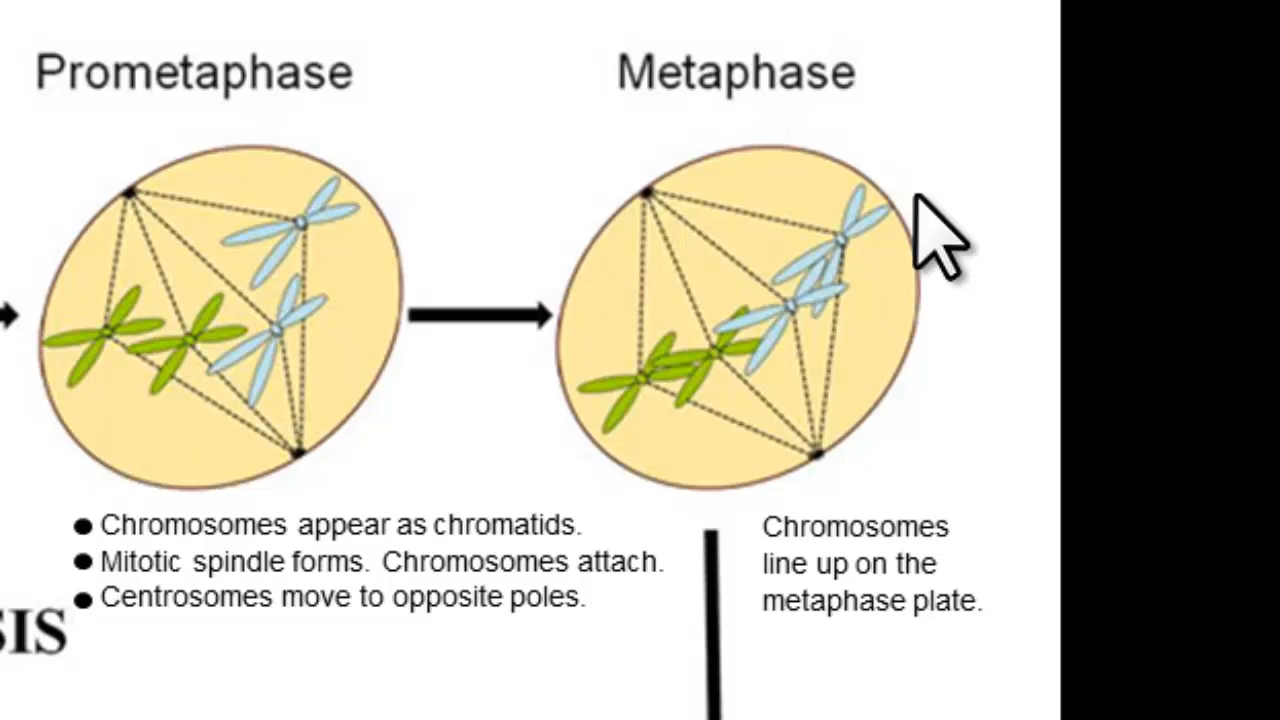 Prometaphase
Metaphase
● Chromosomes appear as chromatids.
● Mitotic spindle forms. Chromosomes attach.
● Centrosomes move to opposite poles.
Chromosomes
line up on the
metaphase plate.
SIS